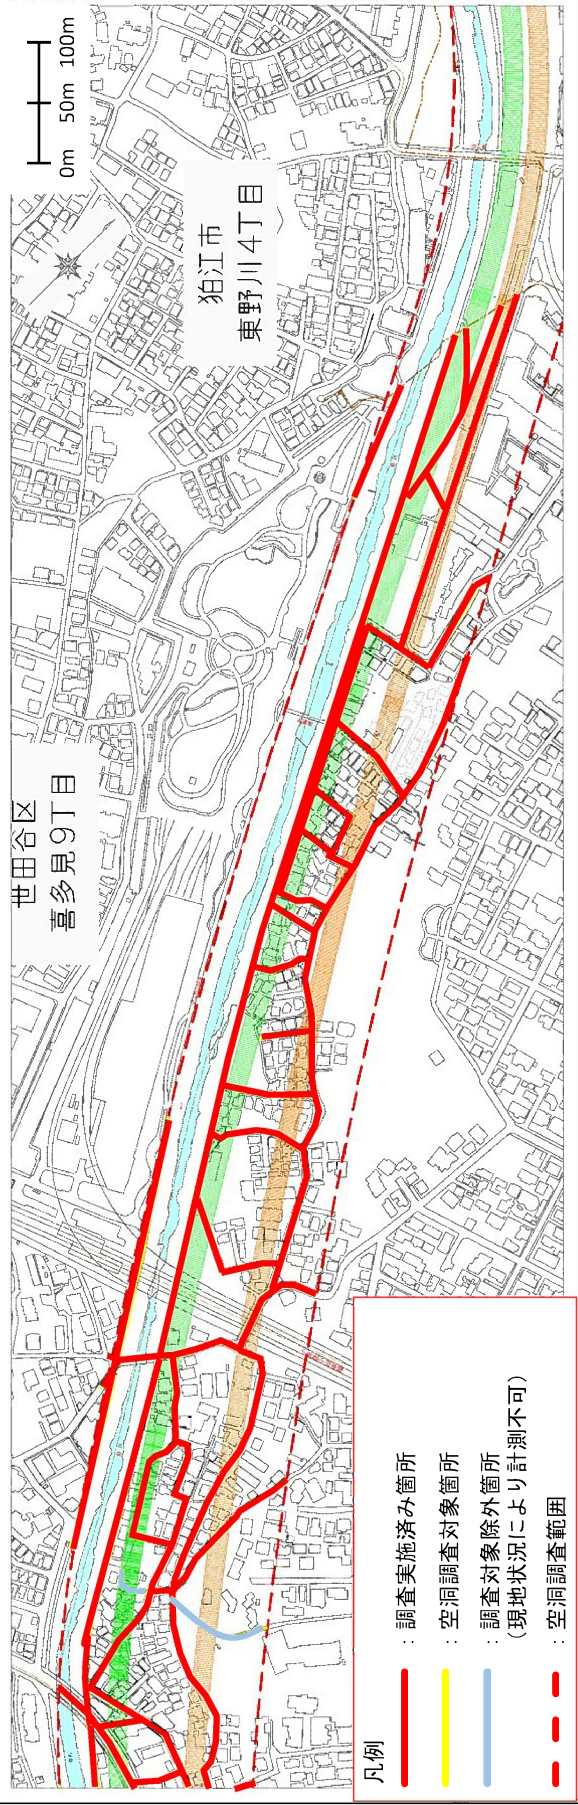 0m 50m 100m
狛江市
東野川4丁目
世田谷区
喜多見9丁目
凡例
：調査実施済み箇所
：空洞調査対象箇所
：調査対象除外箇所
（現地状況により計測不可）
：空洞調査範囲